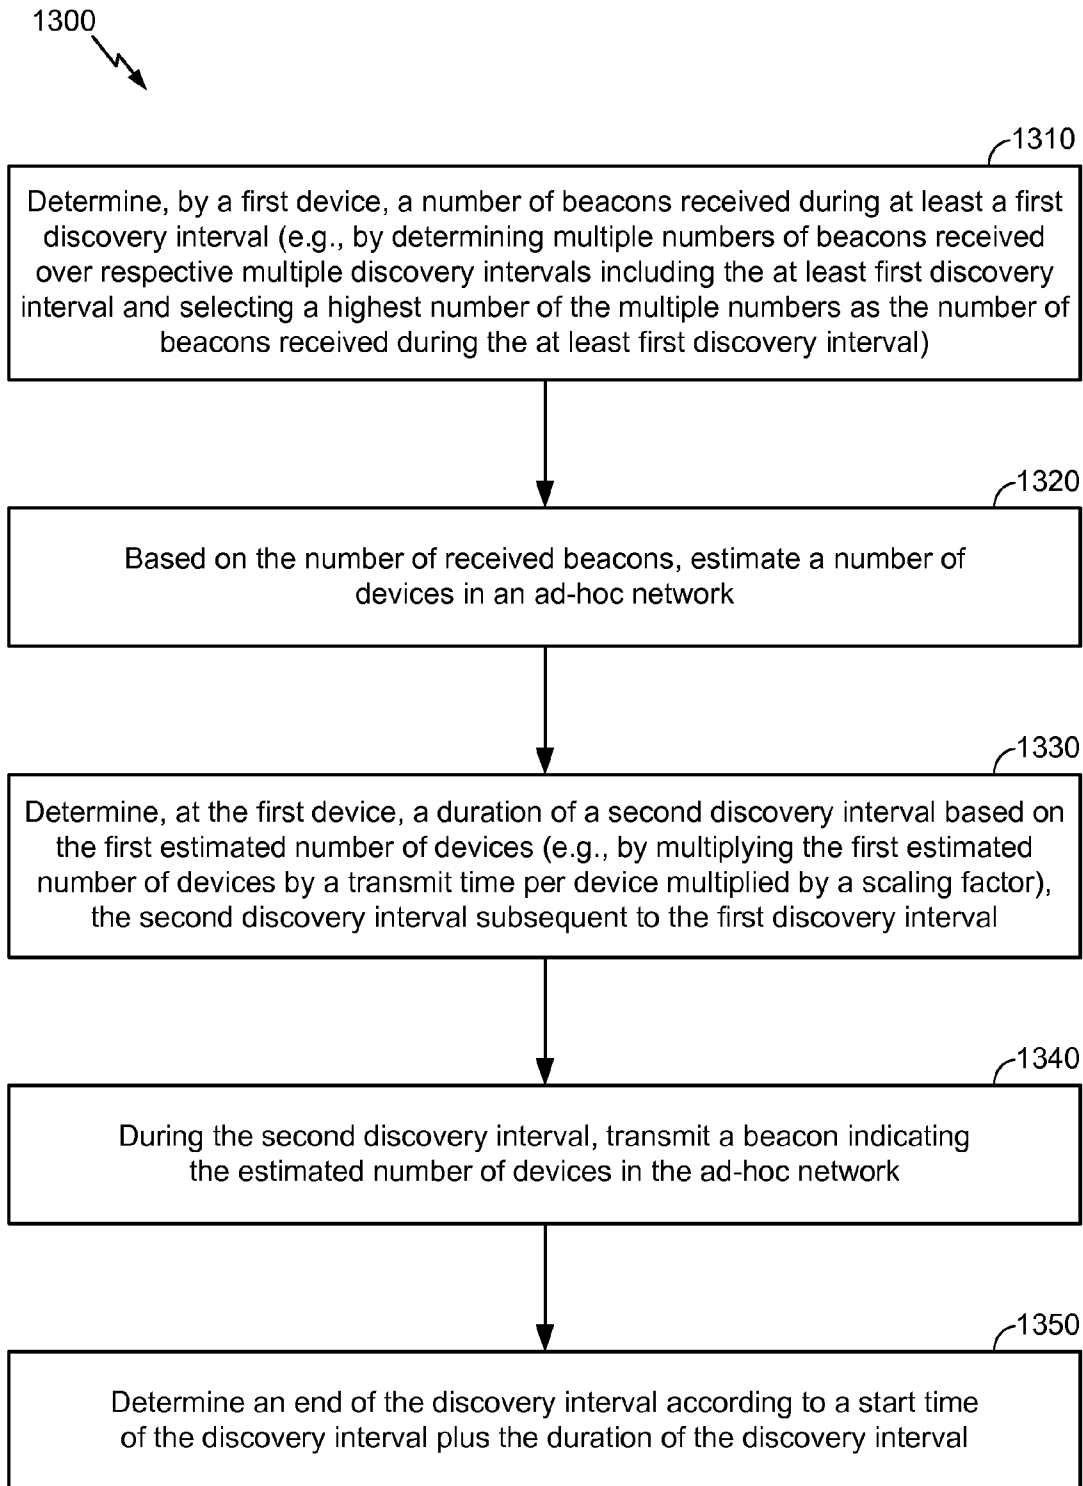 1300
1310
Determine, by a first device, a number of beacons received during at least a first
discovery interval (e.g., by determining multiple numbers of beacons received
over respective multiple discovery intervals including the at least first discovery
interval and selecting a highest number of the multiple numbers as the number of
beacons received during the at least first discovery interval)
1320
Based on the number of received beacons, estimate a number of
devices in an ad-hoc network
1330
Determine, at the first device, a duration of a second discovery interval based on
the first estimated number of devices (e.g., by multiplying the first estimated
number of devices by a transmit time per device multiplied by a scaling factor),
the second discovery interval subsequent to the first discovery interval
1340
During the second discovery interval, transmit a beacon indicating
the estimated number of devices in the ad-hoc network
1350
Determine an end of the discovery interval according to a start time
of the discovery interval plus the duration of the discovery interval